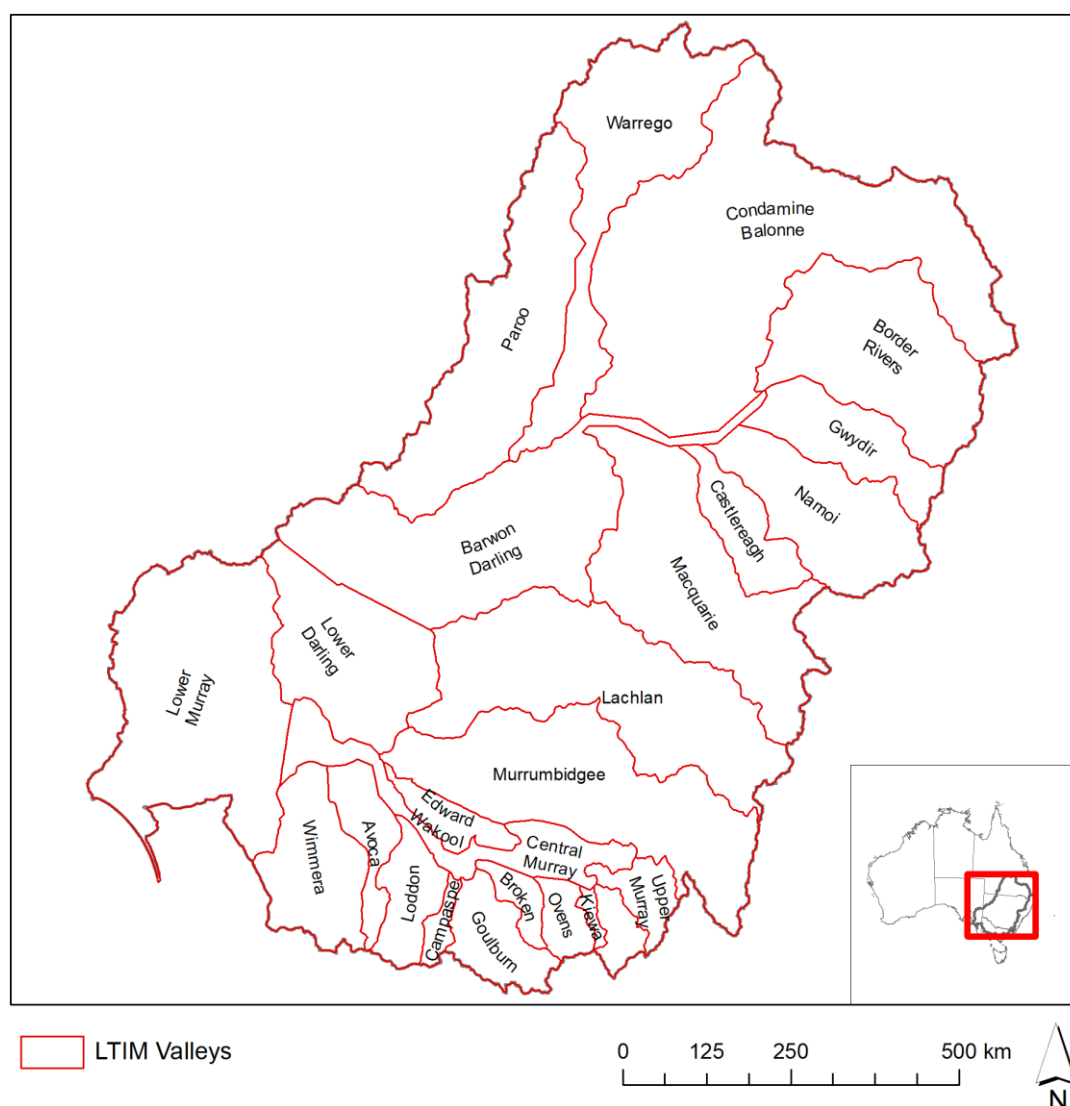 Warrego
Condamine
Balonne
Paroo
Border
Rivers
Gwydir
Namoi
Castlereagh
Barwon
Darling
Macquarie
Lower
Darling
Lower
Murray
Lachlan
Murrumbidgee
Edward
Wakool
Central
Murray
Wimmera
Avoca
Loddon
Campaspe
Goulburn
Broken
Ovens
Kiewa
Upper
Murray
LTIM Valleys
0 125 250 500 km
N